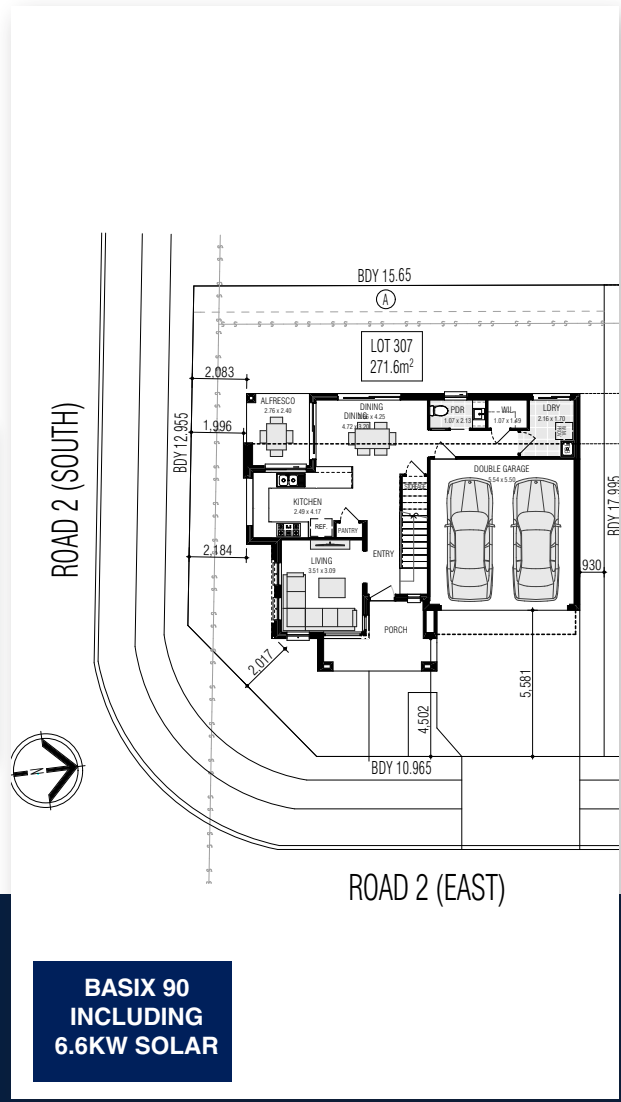 BDY 15.65
A
LOT 307
271.6m²
2,083
ALFRESCO
2.76 x 2.40
DINING
DINING
4.25
4.72 x 3.20
PDR
1.07 x 2.13
WIL
1.07 x 1.49
LDRY
2.16 x 1.70
1,996
BDY 12.955
ROAD 2 (SOUTH)
DOUBLE GARAGE
5.54 x 5.50
BDY 17.995
KITCHEN
2.49 x 4.17
REF.
PANTRY
2,184
ENTRY
LIVING
3.51 x 3.09
930
PORCH
2,017
4,502
5,581
N
BDY 10.965
ROAD 2 (EAST)
BASIX 90
INCLUDING
6.6KW SOLAR